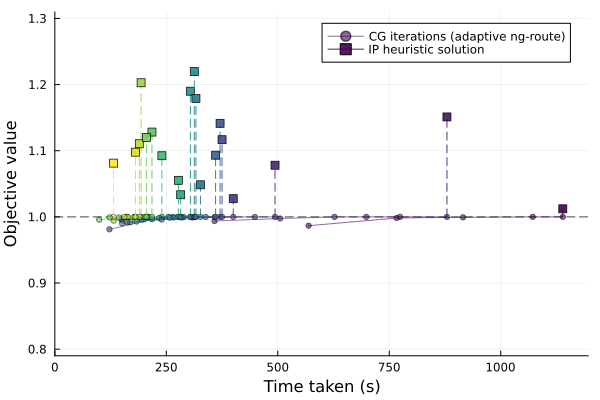 1.3
CG iterations (adaptive ng-route)
IP heuristic solution
1.2
1.1
1.0
0.9
0.8
Objective value
0 250 500 750 1000
Time taken (s)